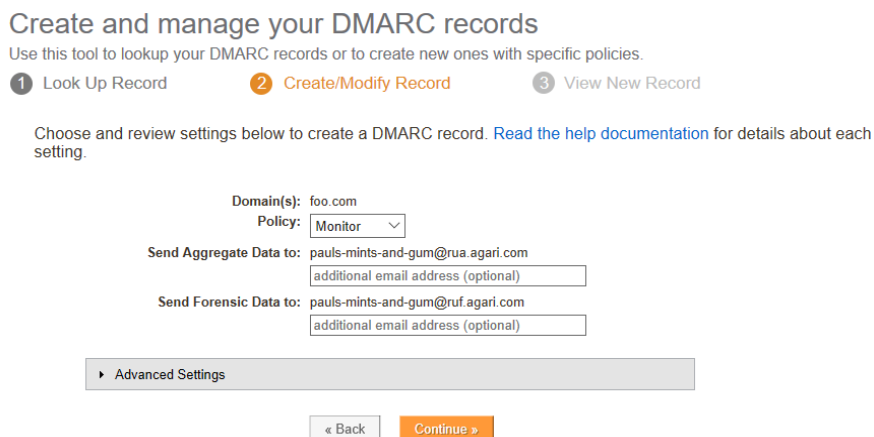 Create and manage your DMARC records
Use this tool to lookup your DMARC records or to create new ones with specific policies.
1 Look Up Record 2 Create/Modify Record 3 View New Record
Choose and review settings below to create a DMARC record. Read the help documentation for details about each
setting.
Domain(s): foo.com
Policy: Monitor
Send Aggregate Data to: pauls-mints-and-gum@rua.agari.com
additional email address (optional)
Send Forensic Data to: pauls-mints-and-gum@ruf.agari.com
additional email address (optional)
Advanced Settings
« Back Continue »